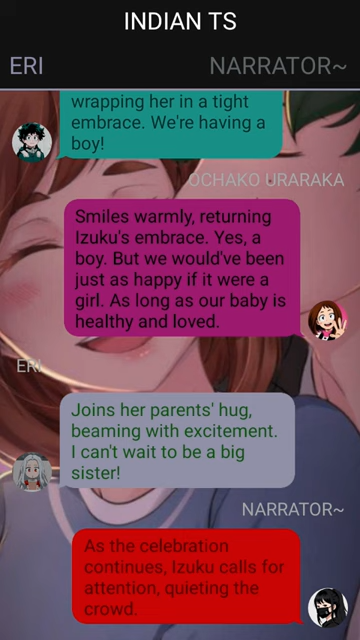 INDIAN TS
ERI
NARRATOR~
wrapping her in a tight
embrace. We're having a
boy!
OCHAKO URARAKA
Smiles warmly, returning
Izuku's embrace. Yes, a
boy. But we would've been
just as happy if it were a
girl. As long as our baby is
healthy and loved.
ERI
Joins her parents' hug,
beaming with excitement.
I can't wait to be a big
sister!
NARRATOR~
As the celebration
continues, Izuku calls for
attention, quieting the
crowd.